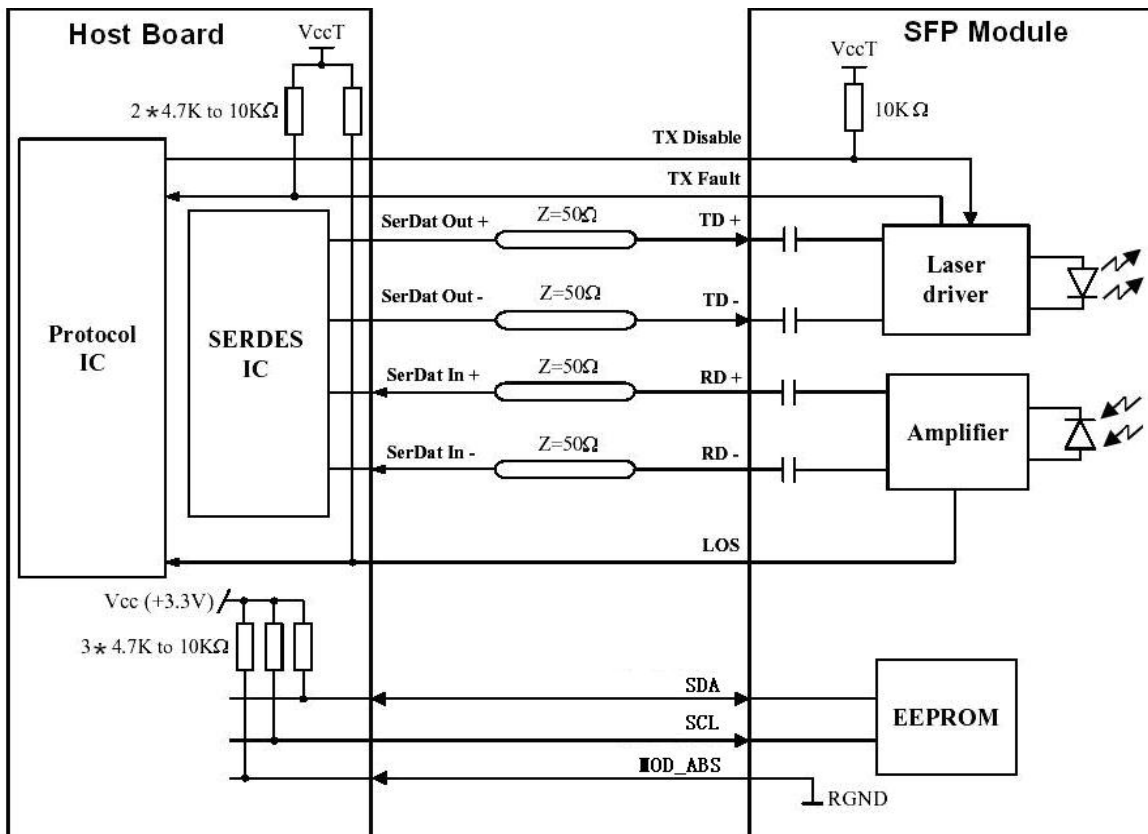 Host Board
SFP Module
VccT
VccT
2*4.7K to 10KΩ
10KΩ
TX Disable
TX Fault
SerDat Out +
Z=50Ω
TD +
SerDat Out -
Z=50Ω
TD -
Laser
driver
Protocol
IC
SERDES
IC
SerDat In +
Z=50Ω
RD +
SerDat In -
Z=50Ω
RD -
Amplifier
LOS
Vcc (+3.3V)
3*4.7K to 10KΩ
SDA
SCL
EEPROM
MOD_ABS
RGND